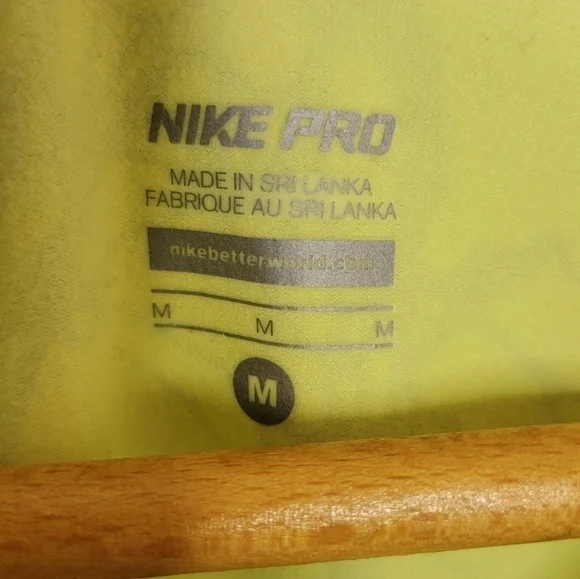 NIKE PRO
MADE IN SRI LANKA
FABRIQUE AU SRI LANKA
nikebetterworld.com
M M M
M